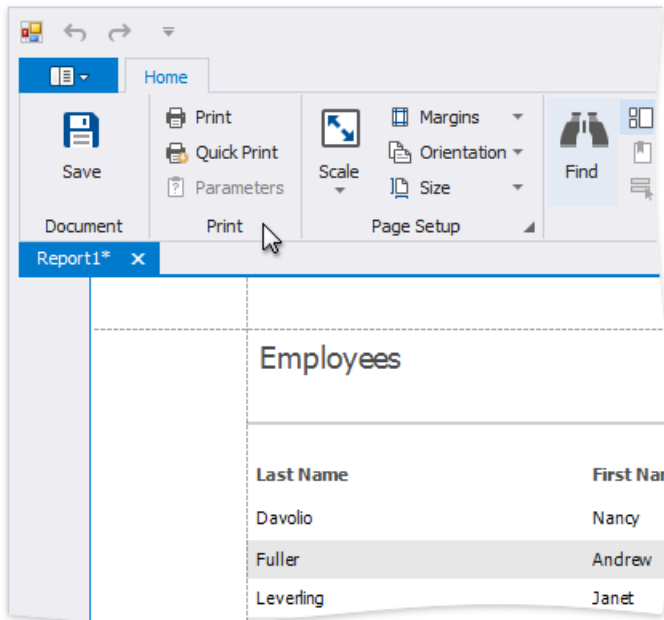 Home
Save
Print
Quick Print
Parameters
Scale
Margins
Orientation
Size
Find
Document
Print
Page Setup
Report1*
Employees
Last Name First Nar
Davolio Nancy
Fuller Andrew
Leverling Janet